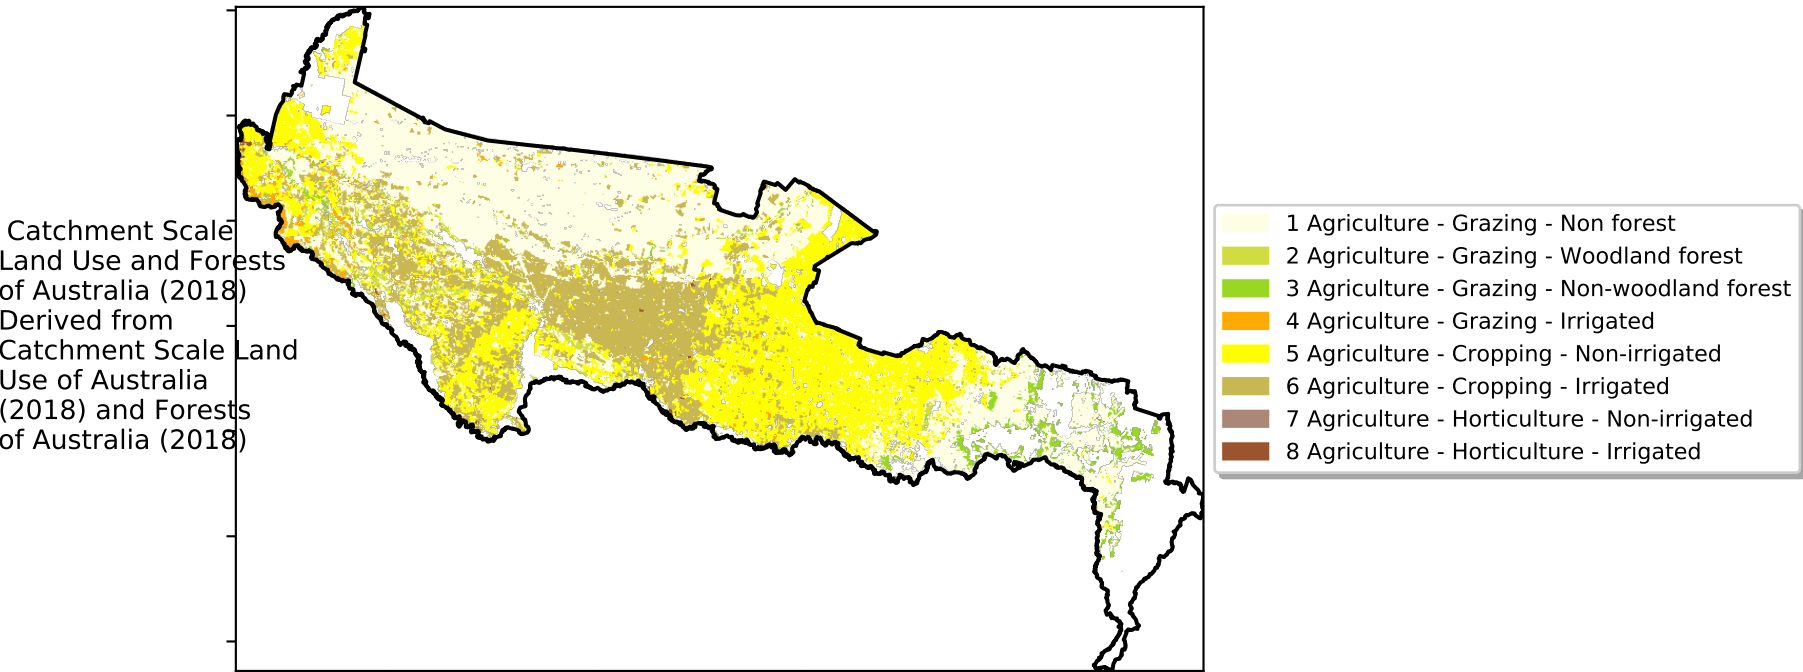 Catchment Scale
Land Use and Forests
of Australia (2018)
Derived from
Catchment Scale Land
Use of Australia
(2018) and Forests
of Australia (2018)
1 Agriculture - Grazing - Non forest
2 Agriculture - Grazing - Woodland forest
3 Agriculture - Grazing - Non-woodland forest
4 Agriculture - Grazing - Irrigated
5 Agriculture - Cropping - Non-irrigated
6 Agriculture - Cropping - Irrigated
7 Agriculture - Horticulture - Non-irrigated
8 Agriculture - Horticulture - Irrigated